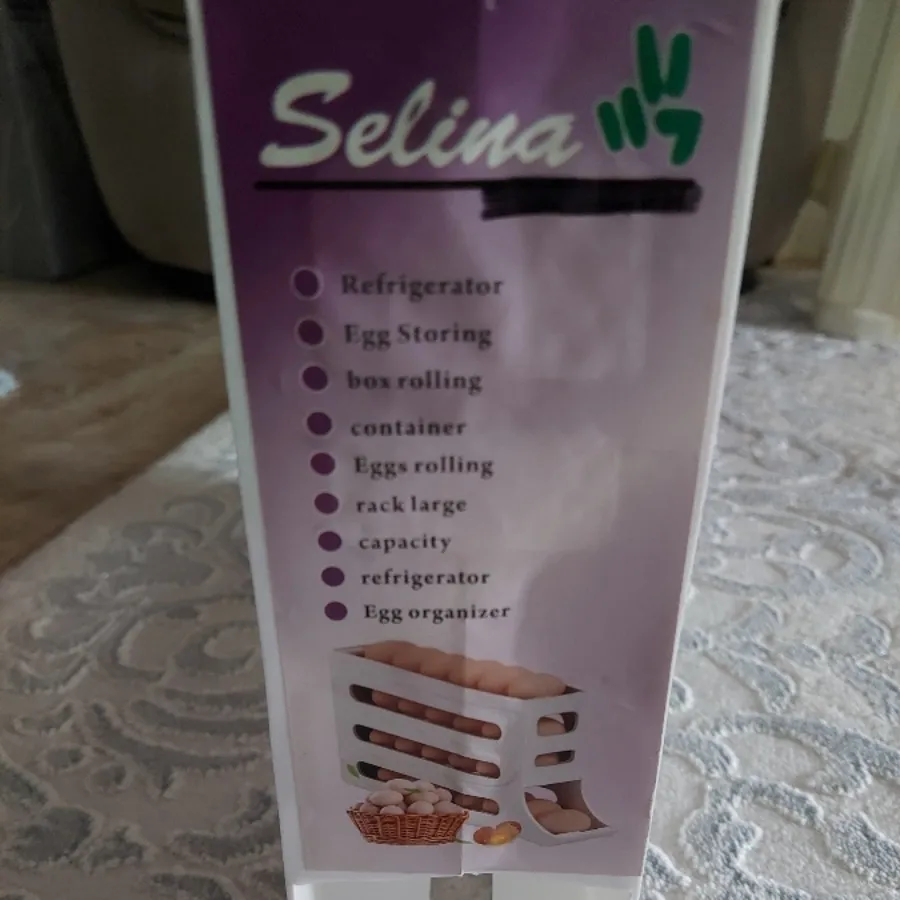 Selina
Refrigerator
Egg Storing
box rolling
container
Eggs rolling
rack large
capacity
refrigerator
Egg organizer